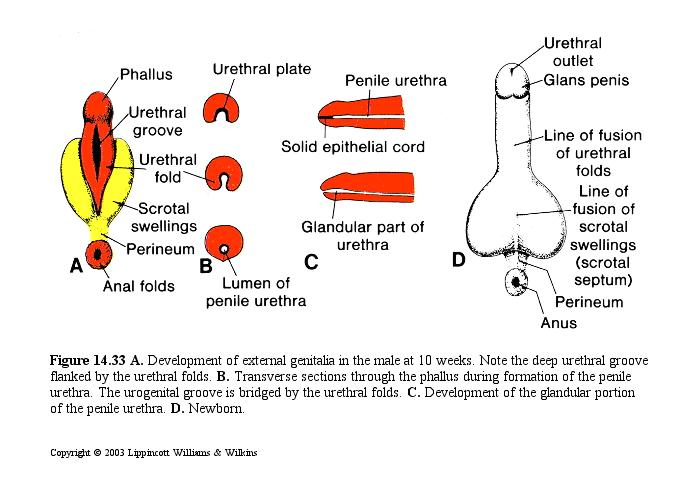 Phallus
Urethral
groove
Urethral
fold
Scrotal
swellings
Perineum
A
Anal folds
Urethral plate
B
Lumen of
penile urethra
Penile urethra
Solid epithelial cord
Glandular part of
urethra
C
Urethral
outlet
Glans penis
Line of fusion
of urethral
folds
Line of
fusion of
scrotal
swellings
(scrotal
septum)
D
Perineum
Anus
Figure 14.33 A. Development of external genitalia in the male at 10 weeks. Note the deep urethral groove
flanked by the urethral folds. B. Transverse sections through the phallus during formation of the penile
urethra. The urogenital groove is bridged by the urethral folds. C. Development of the glandular portion
of the penile urethra. D. Newborn.
Copyright © 2003 Lippincott Williams & Wilkins